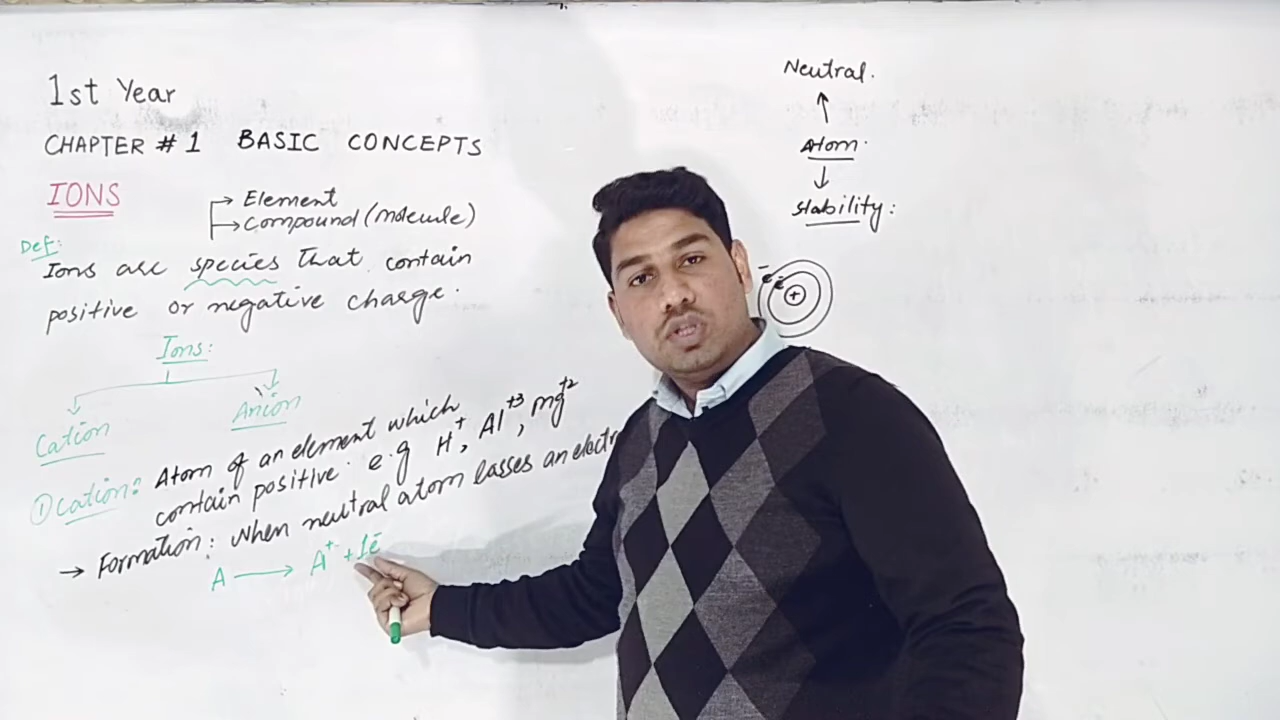 1st Year
CHAPTER # 1 BASIC CONCEPTS
IONS
Element
Compound (molecule)
Def:
Ions are species that contain
positive or negative charge.
Ions:
Cation
Anion
① Cation: Atom of an element which
contain positive. e.g H⁺, Al⁺³, mg⁺²
→ Formation: when neutral atom lasses an electr
A → A⁺ + 1e⁻
Neutral.
Atom.
stability:
- -
e e
+